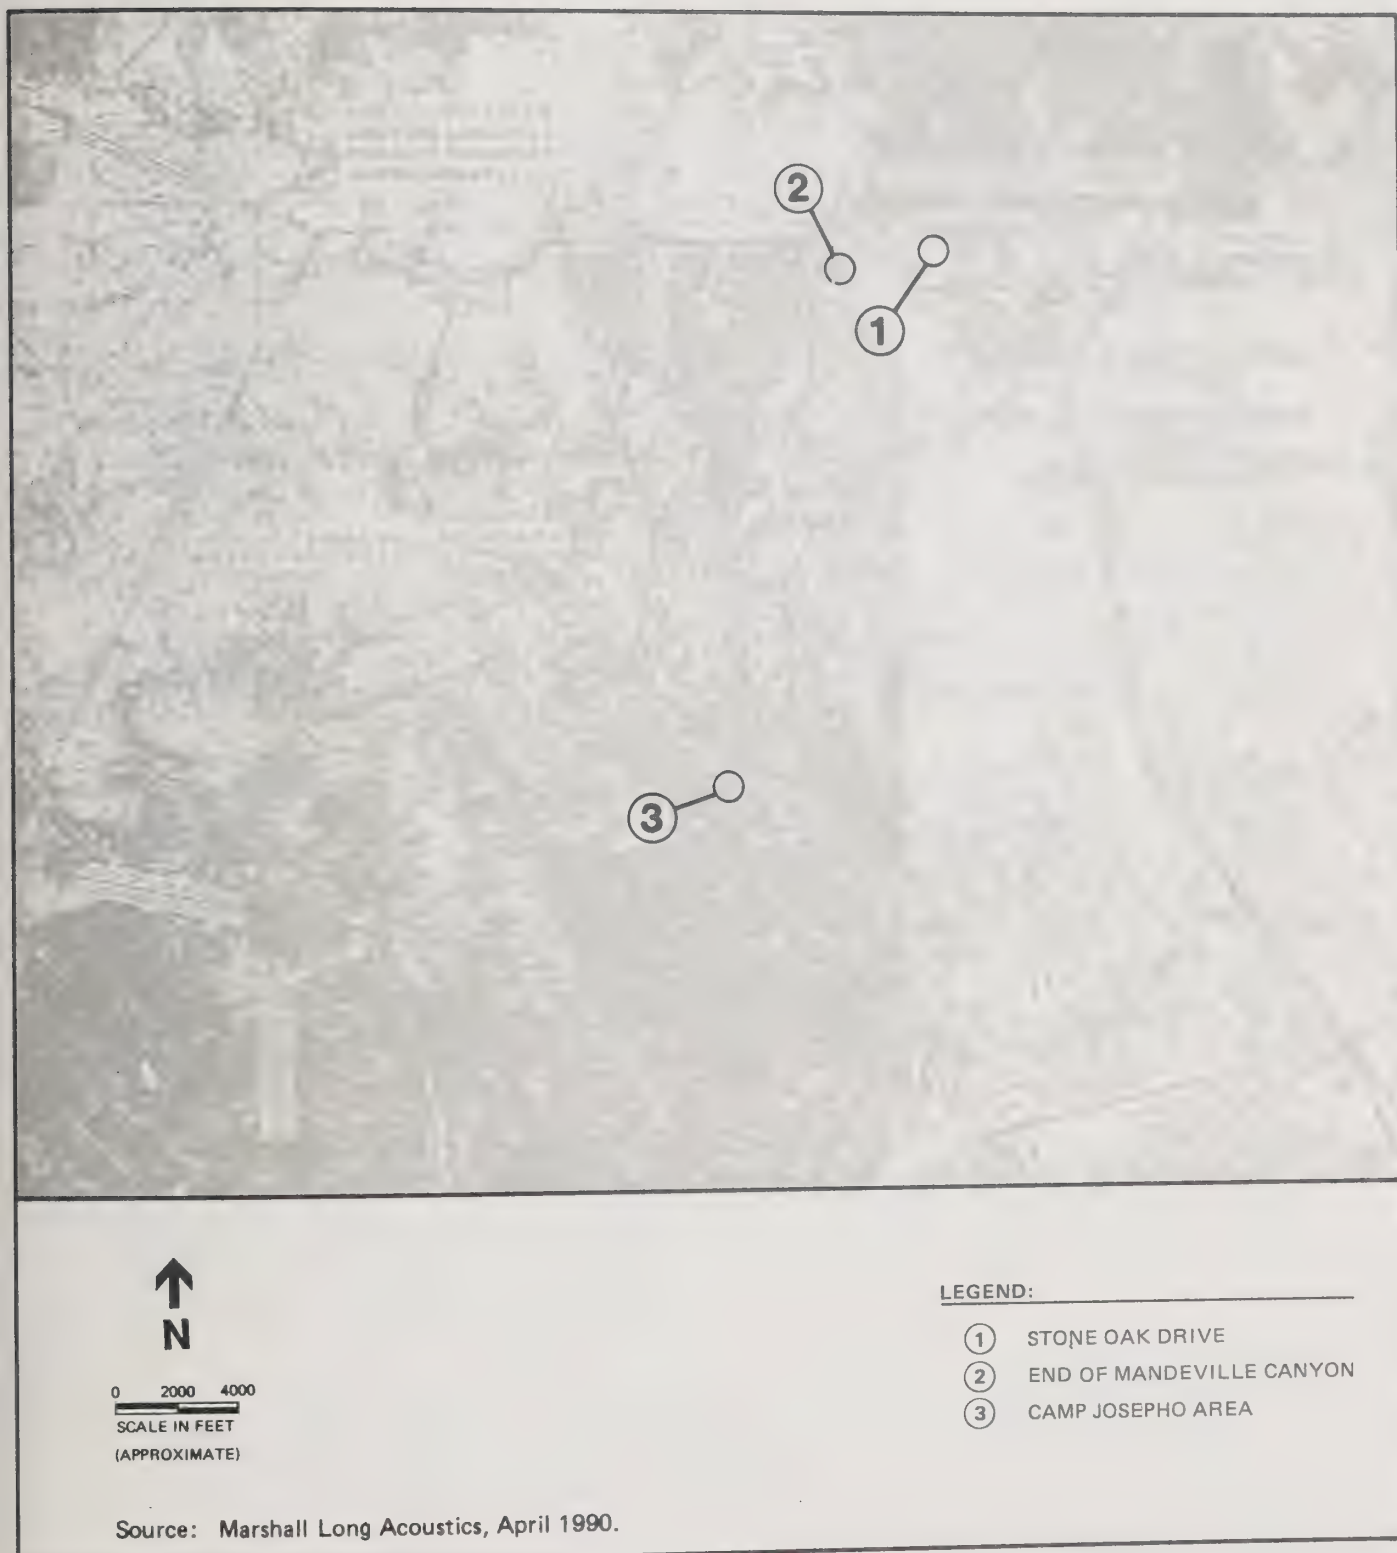 2
1
3
N
0 2000 4000
SCALE IN FEET
(APPROXIMATE)
LEGEND:
1 STONE OAK DRIVE
2 END OF MANDEVILLE CANYON
3 CAMP JOSEPHO AREA
Source: Marshall Long Acoustics, April 1990.